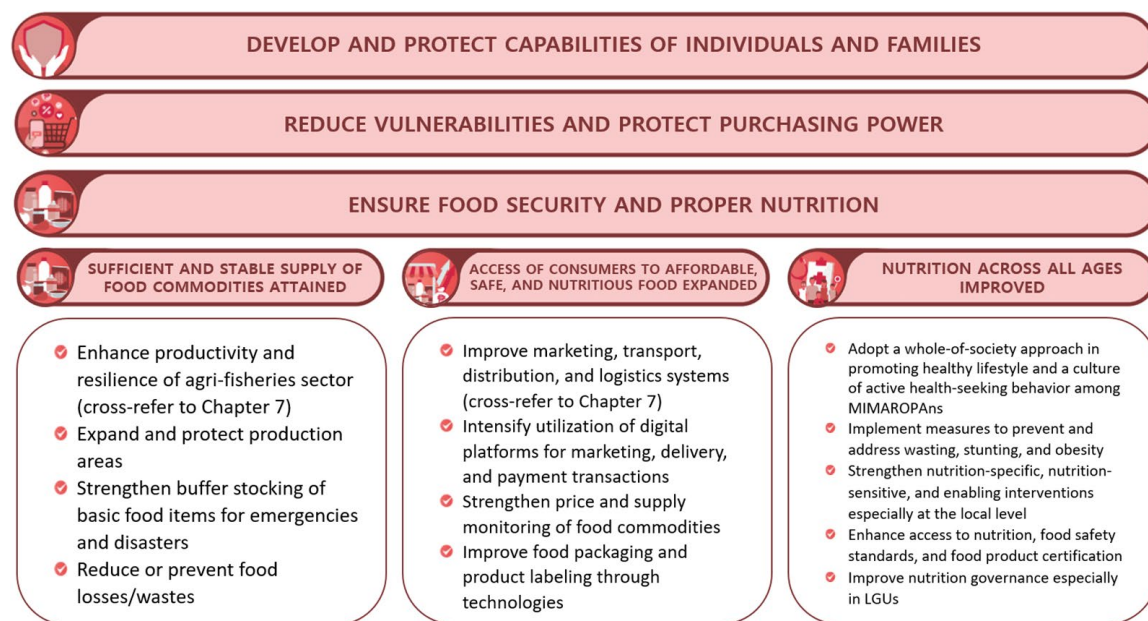 DEVELOP AND PROTECT CAPABILITIES OF INDIVIDUALS AND FAMILIES
REDUCE VULNERABILITIES AND PROTECT PURCHASING POWER
ENSURE FOOD SECURITY AND PROPER NUTRITION
SUFFICIENT AND STABLE SUPPLY OF
FOOD COMMODITIES ATTAINED
Enhance productivity and
resilience of agri-fisheries sector
(cross-refer to Chapter 7)
Expand and protect production
areas
Strengthen buffer stocking of
basic food items for emergencies
and disasters
Reduce or prevent food
losses/wastes
ACCESS OF CONSUMERS TO AFFORDABLE,
SAFE, AND NUTRITIOUS FOOD EXPANDED
Improve marketing, transport,
distribution, and logistics systems
(cross-refer to Chapter 7)
Intensify utilization of digital
platforms for marketing, delivery,
and payment transactions
Strengthen price and supply
monitoring of food commodities
Improve food packaging and
product labeling through
technologies
NUTRITION ACROSS ALL AGES
IMPROVED
Adopt a whole-of-society approach in
promoting healthy lifestyle and a culture
of active health-seeking behavior among
MIMAROPAns
Implement measures to prevent and
address wasting, stunting, and obesity
Strengthen nutrition-specific, nutrition-
sensitive, and enabling interventions
especially at the local level
Enhance access to nutrition, food safety
standards, and food product certification
Improve nutrition governance especially
in LGUs